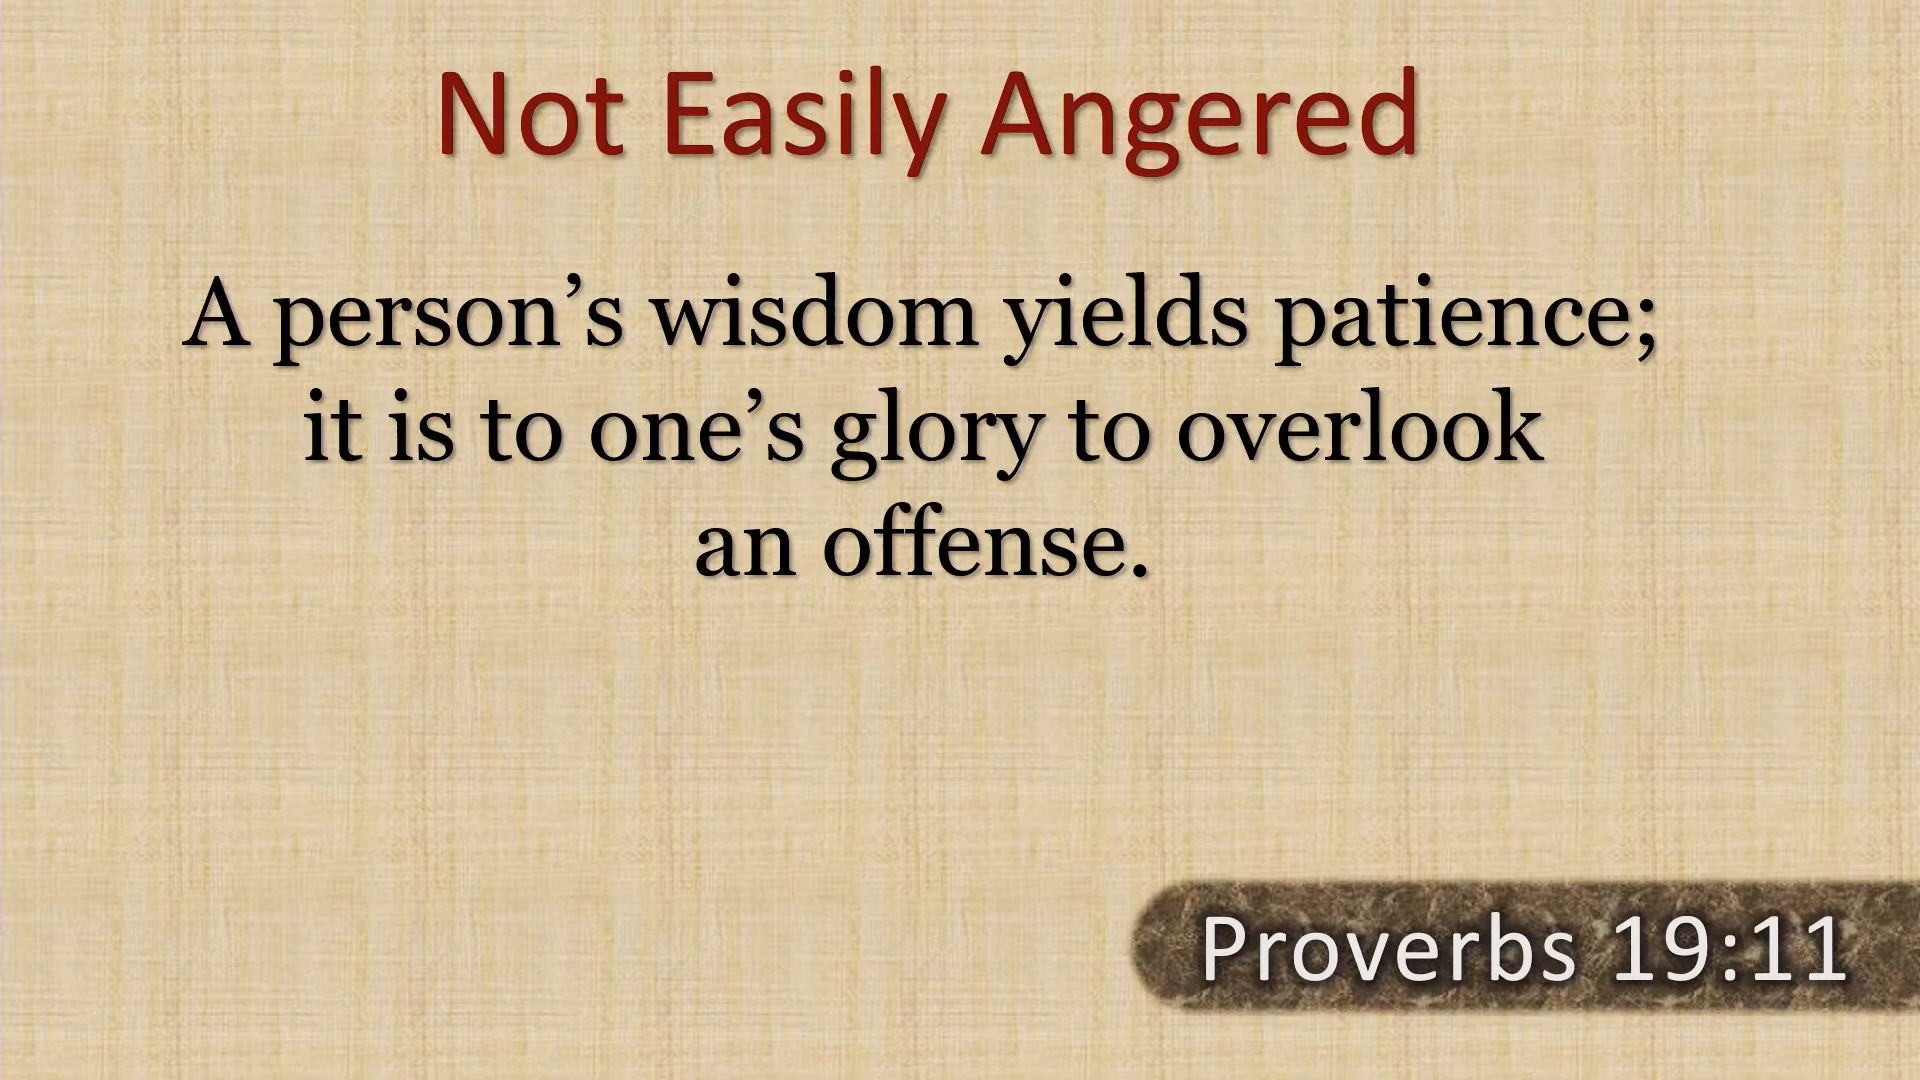 Not Easily Angered
A person’s wisdom yields patience;
it is to one’s glory to overlook
an offense.
Proverbs 19:11